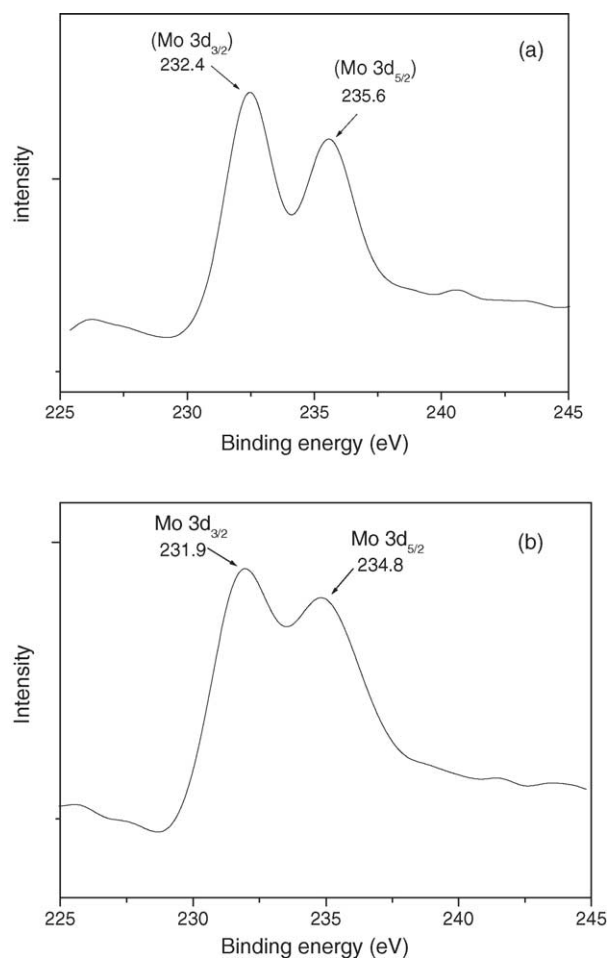 (a)
(Mo 3d3/2)
232.4
(Mo 3d5/2)
235.6
intensity
225 230 235 240 245
Binding energy (eV)
(b)
Mo 3d3/2
231.9
Mo 3d5/2
234.8
Intensity
225 230 235 240 245
Binding energy (eV)